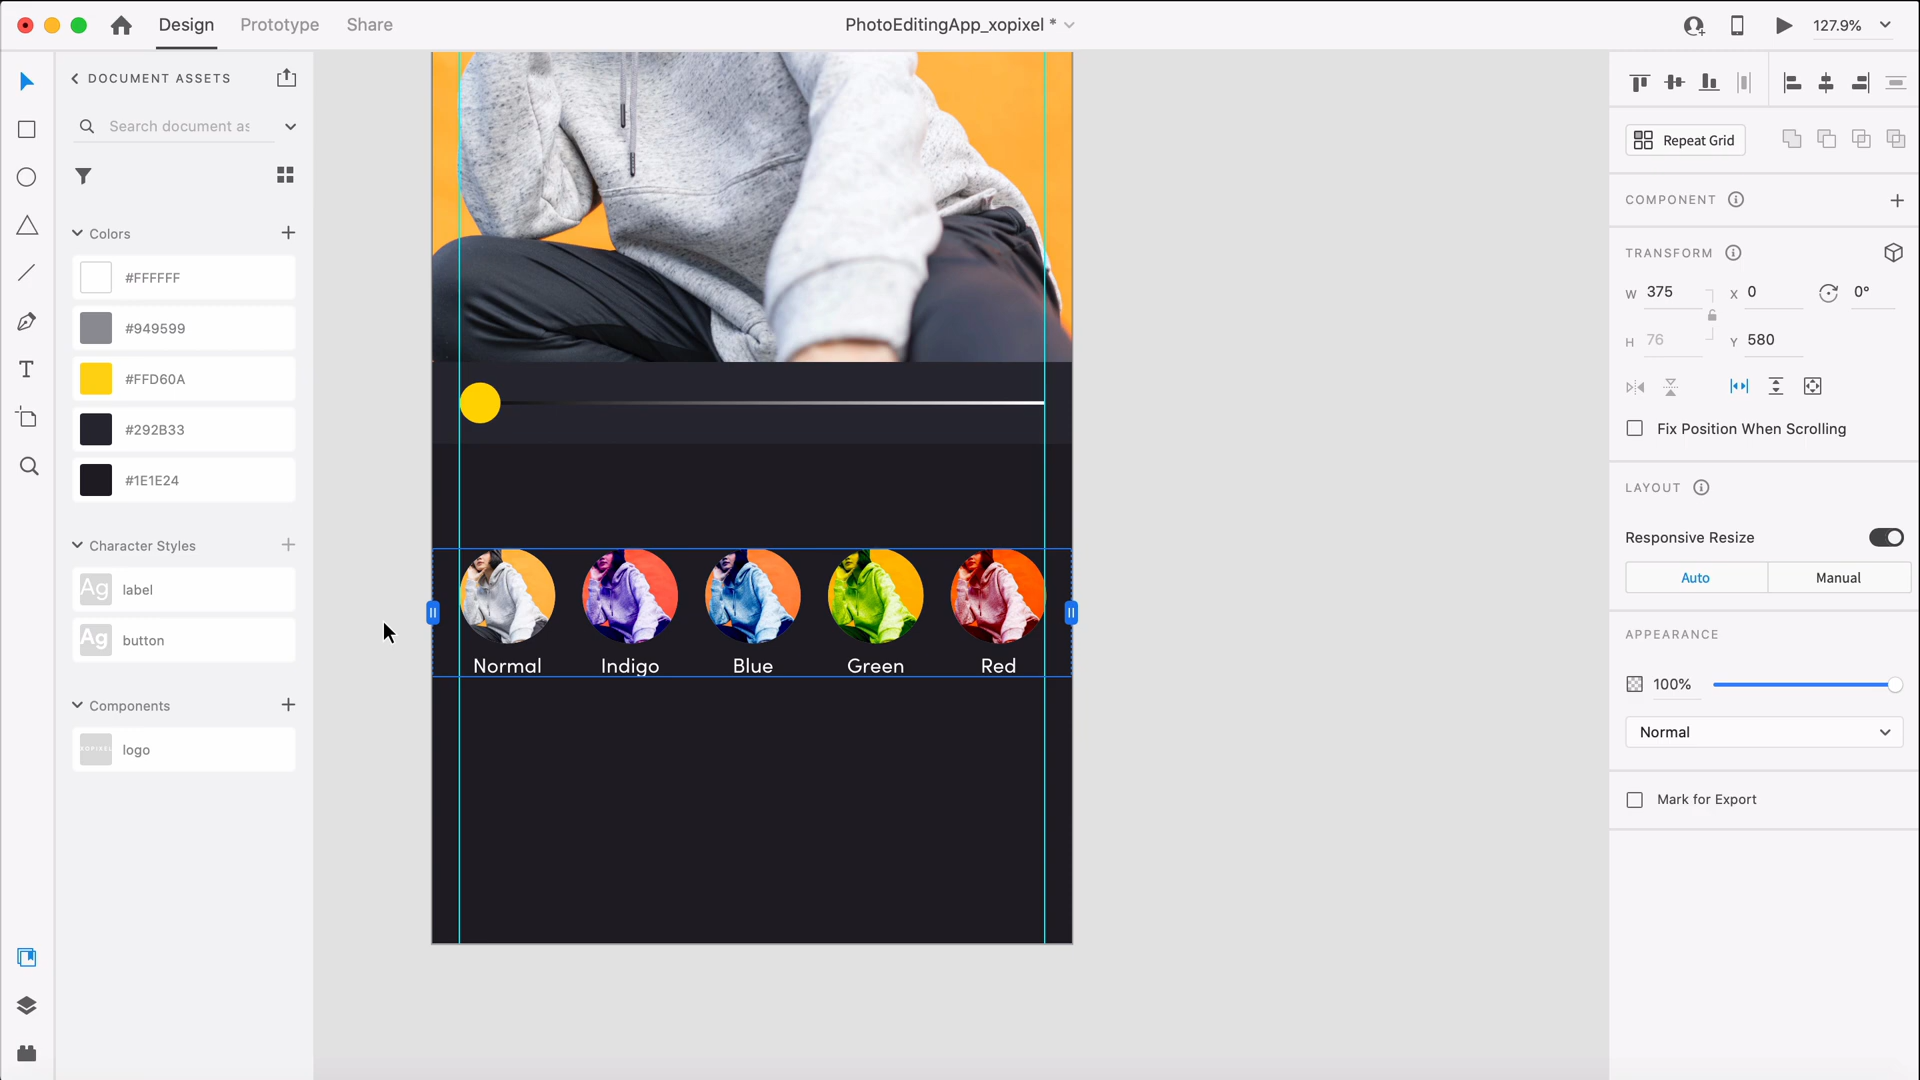 Design
Prototype
Share
PhotoEditingApp_xopixel *
127.9%
DOCUMENT ASSETS
Search document as
Colors
#FFFFFF
#949599
#FFD60A
#292B33
#1E1E24
Character Styles
Ag label
Ag button
Components
XOPIXEL logo
Normal
Indigo
Blue
Green
Red
Repeat Grid
COMPONENT
TRANSFORM
W 375
X 0
0°
H 76
Y 580
Fix Position When Scrolling
LAYOUT
Responsive Resize
Auto
Manual
APPEARANCE
100%
Normal
Mark for Export